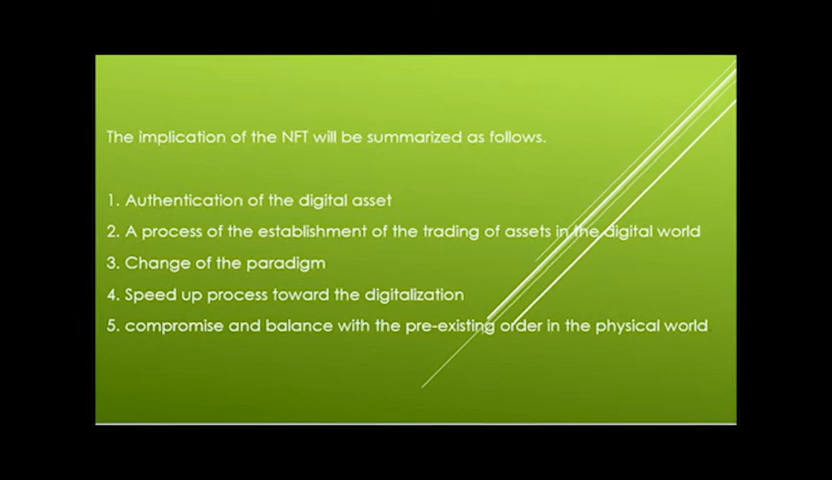 The implication of the NFT will be summarized as follows.
1. Authentication of the digital asset
2. A process of the establishment of the trading of assets in the digital world
3. Change of the paradigm
4. Speed up process toward the digitalization
5. compromise and balance with the pre-existing order in the physical world